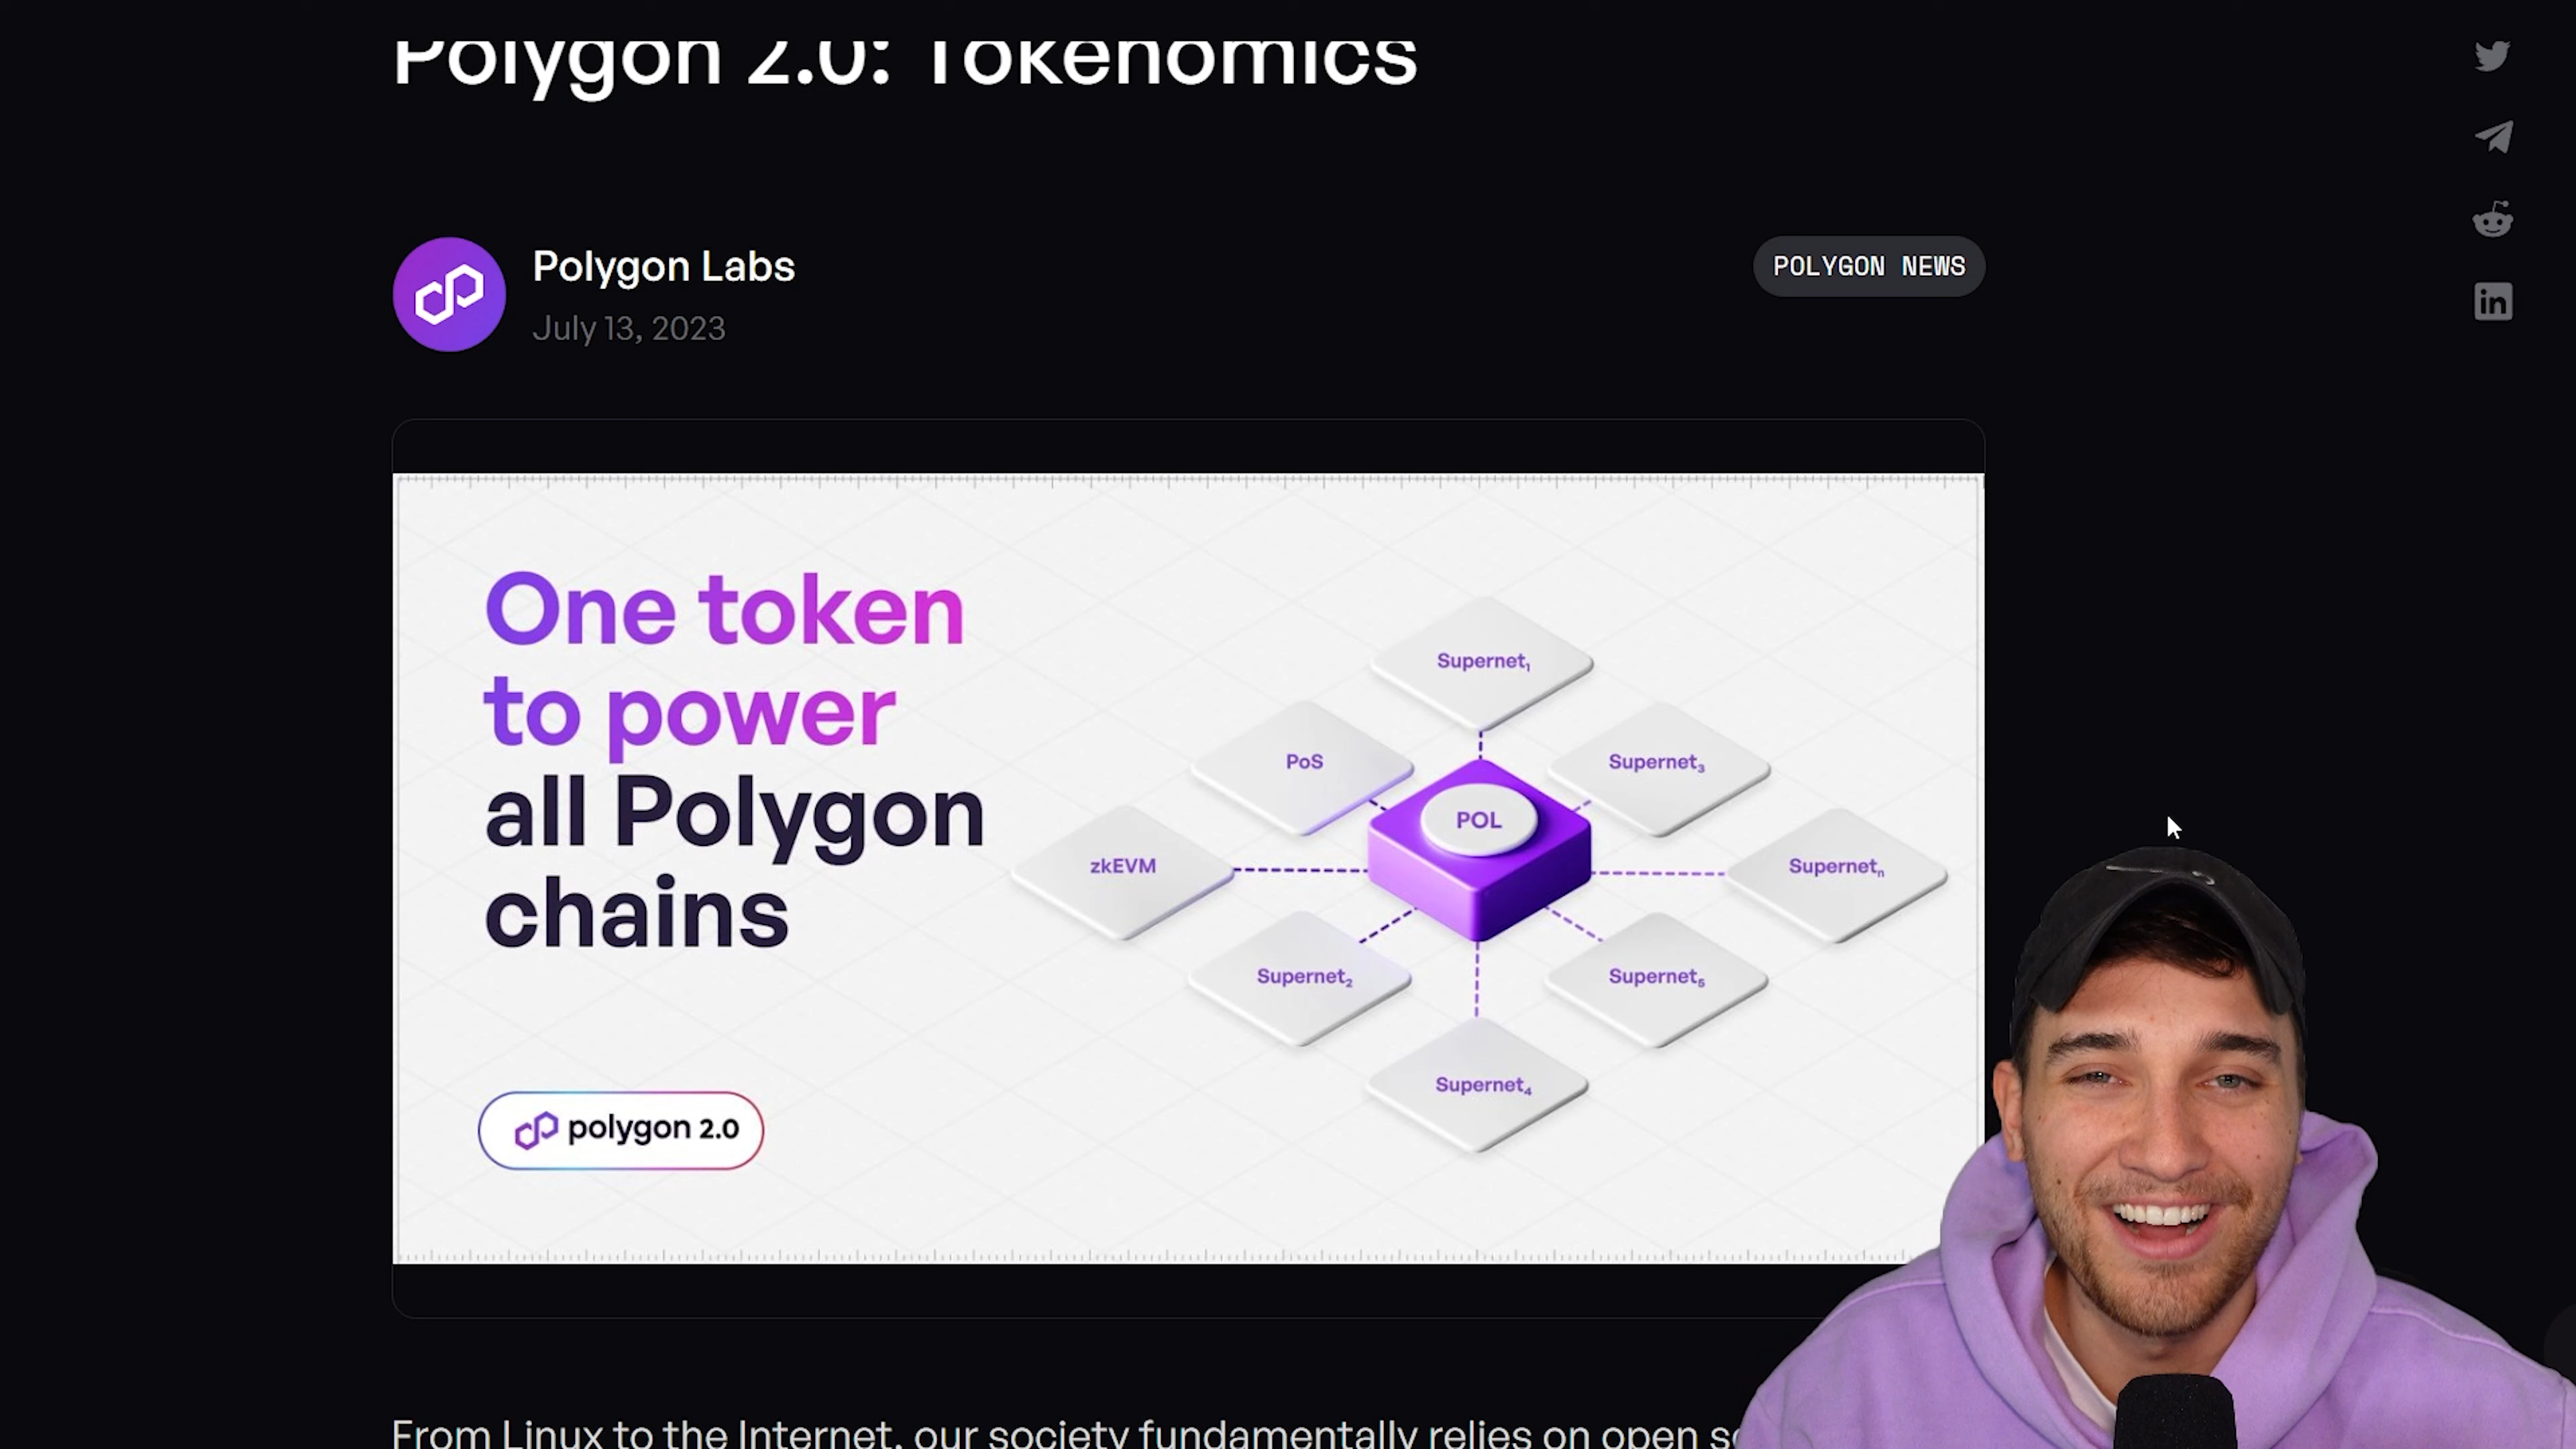 Polygon 2.0: Tokenomics
Polygon Labs
July 13, 2023
POLYGON NEWS
One token
to power
all Polygon
chains
Supernet₁
PoS
Supernet₃
POL
zkEVM
Supernetₙ
Supernet₂
Supernet₅
Supernet₄
polygon 2.0
in
From Linux to the Internet, our society fundamentally relies on open